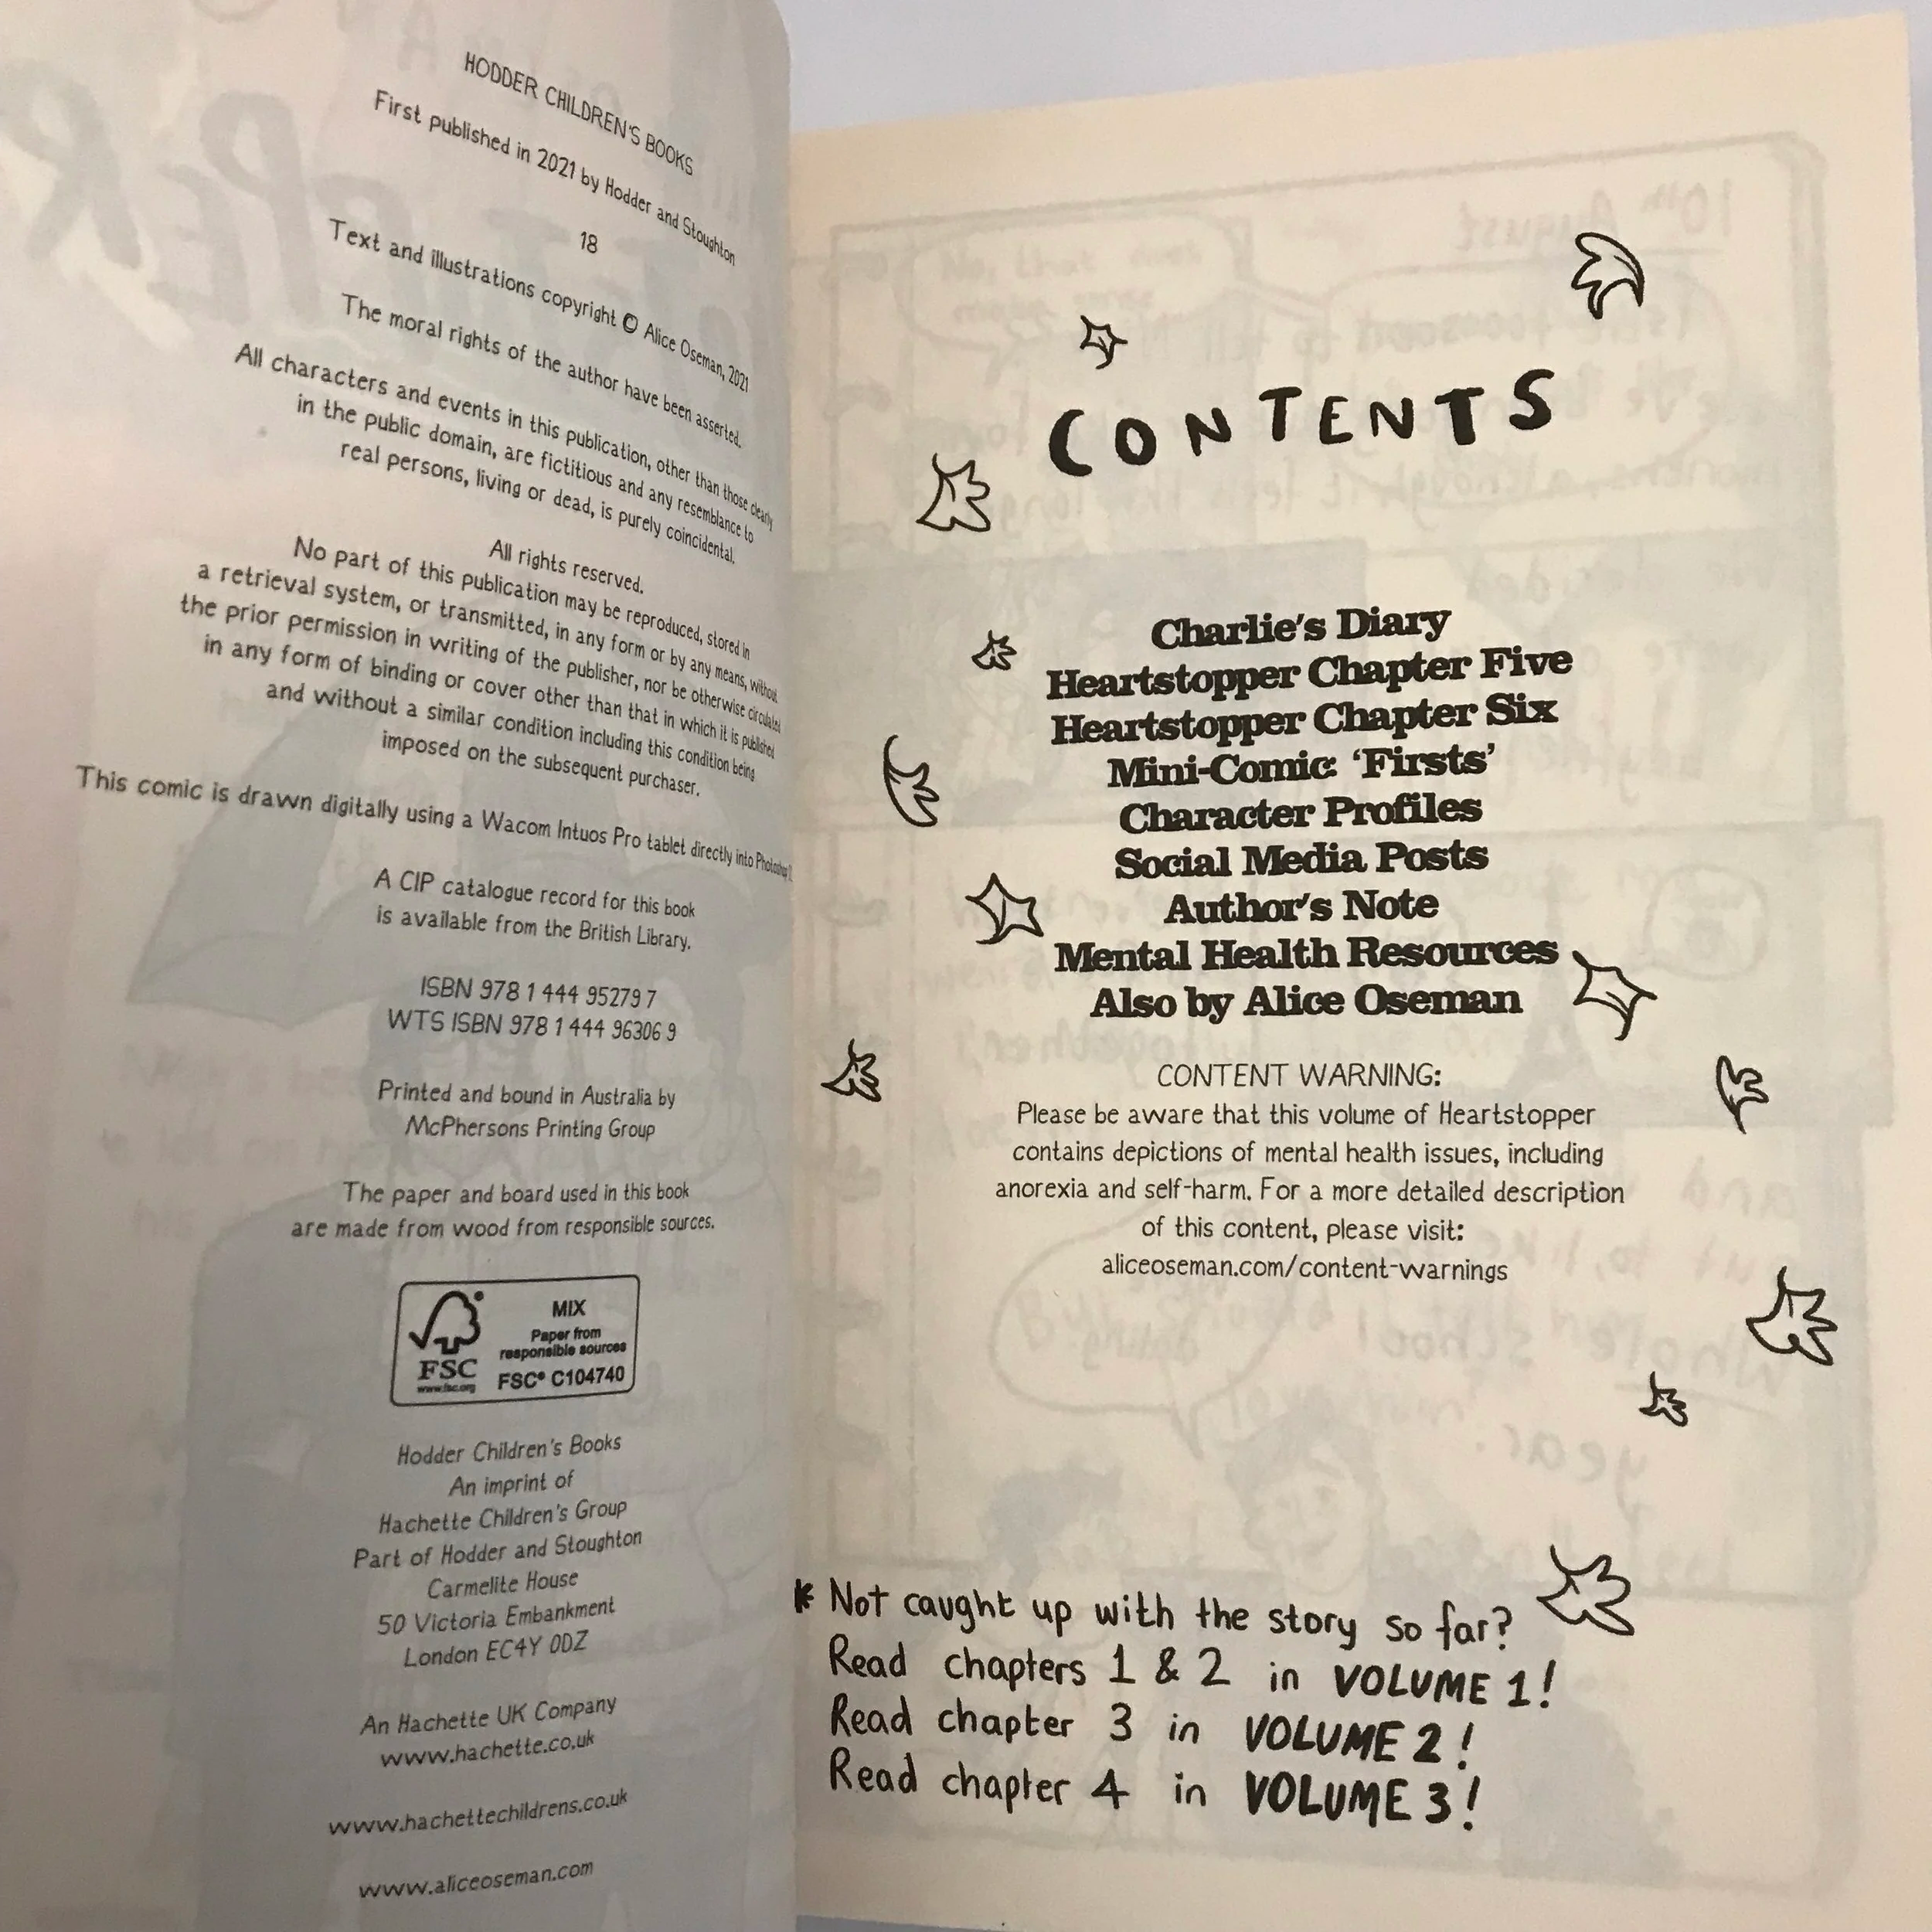 HODDER CHILDREN'S BOOKS
First published in 2021 by Hodder and Stoughton
18
Text and illustrations copyright © Alice Oseman, 2021
The moral rights of the author have been asserted.
All characters and events in this publication, other than those clearly
in the public domain, are fictitious and any resemblance to
real persons, living or dead, is purely coincidental.
All rights reserved.
No part of this publication may be reproduced, stored in
a retrieval system, or transmitted, in any form or by any means, without
the prior permission in writing of the publisher, nor be otherwise circulated
in any form of binding or cover other than that in which it is published
and without a similar condition including this condition being
imposed on the subsequent purchaser.
This comic is drawn digitally using a Wacom Intuos Pro tablet directly into Photoshop
A CIP catalogue record for this book
is available from the British Library.
ISBN 978 1 444 95279 7
WTS ISBN 978 1 444 96306 9
Printed and bound in Australia by
McPhersons Printing Group
The paper and board used in this book
are made from wood from responsible sources.
MIX
Paper from
responsible sources
FSC® C104740
FSC
www.fsc.org
Hodder Children's Books
An imprint of
Hachette Children's Group
Part of Hodder and Stoughton
Carmelite House
50 Victoria Embankment
London EC4Y 0DZ
An Hachette UK Company
www.hachette.co.uk
www.hachettechildrens.co.uk
www.aliceoseman.com
CONTENTS
Charlie's Diary
Heartstopper Chapter Five
Heartstopper Chapter Six
Mini-Comic: 'Firsts'
Character Profiles
Social Media Posts
Author's Note
Mental Health Resources
Also by Alice Oseman
CONTENT WARNING:
Please be aware that this volume of Heartstopper
contains depictions of mental health issues, including
anorexia and self-harm. For a more detailed description
of this content, please visit:
aliceoseman.com/content-warnings
* Not caught up with the story so far?
Read chapters 1 & 2 in VOLUME 1!
Read chapter 3 in VOLUME 2!
Read chapter 4 in VOLUME 3!